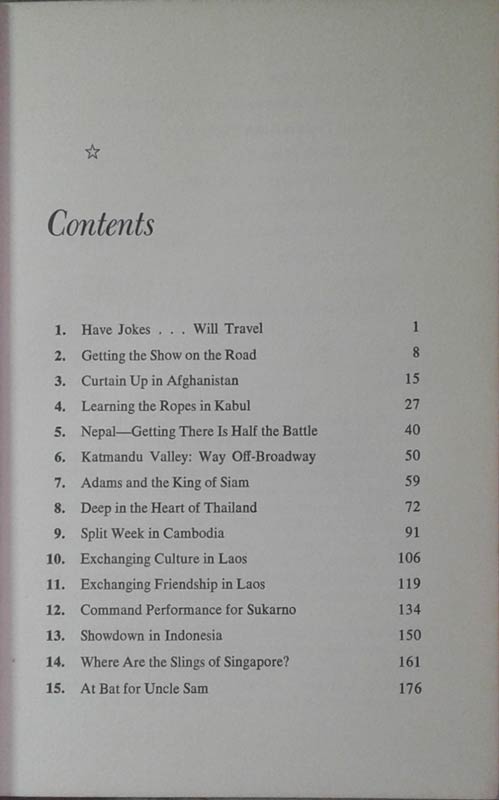 Contents
1. Have Jokes . . . Will Travel 1
2. Getting the Show on the Road 8
3. Curtain Up in Afghanistan 15
4. Learning the Ropes in Kabul 27
5. Nepal—Getting There Is Half the Battle 40
6. Katmandu Valley: Way Off-Broadway 50
7. Adams and the King of Siam 59
8. Deep in the Heart of Thailand 72
9. Split Week in Cambodia 91
10. Exchanging Culture in Laos 106
11. Exchanging Friendship in Laos 119
12. Command Performance for Sukarno 134
13. Showdown in Indonesia 150
14. Where Are the Slings of Singapore? 161
15. At Bat for Uncle Sam 176